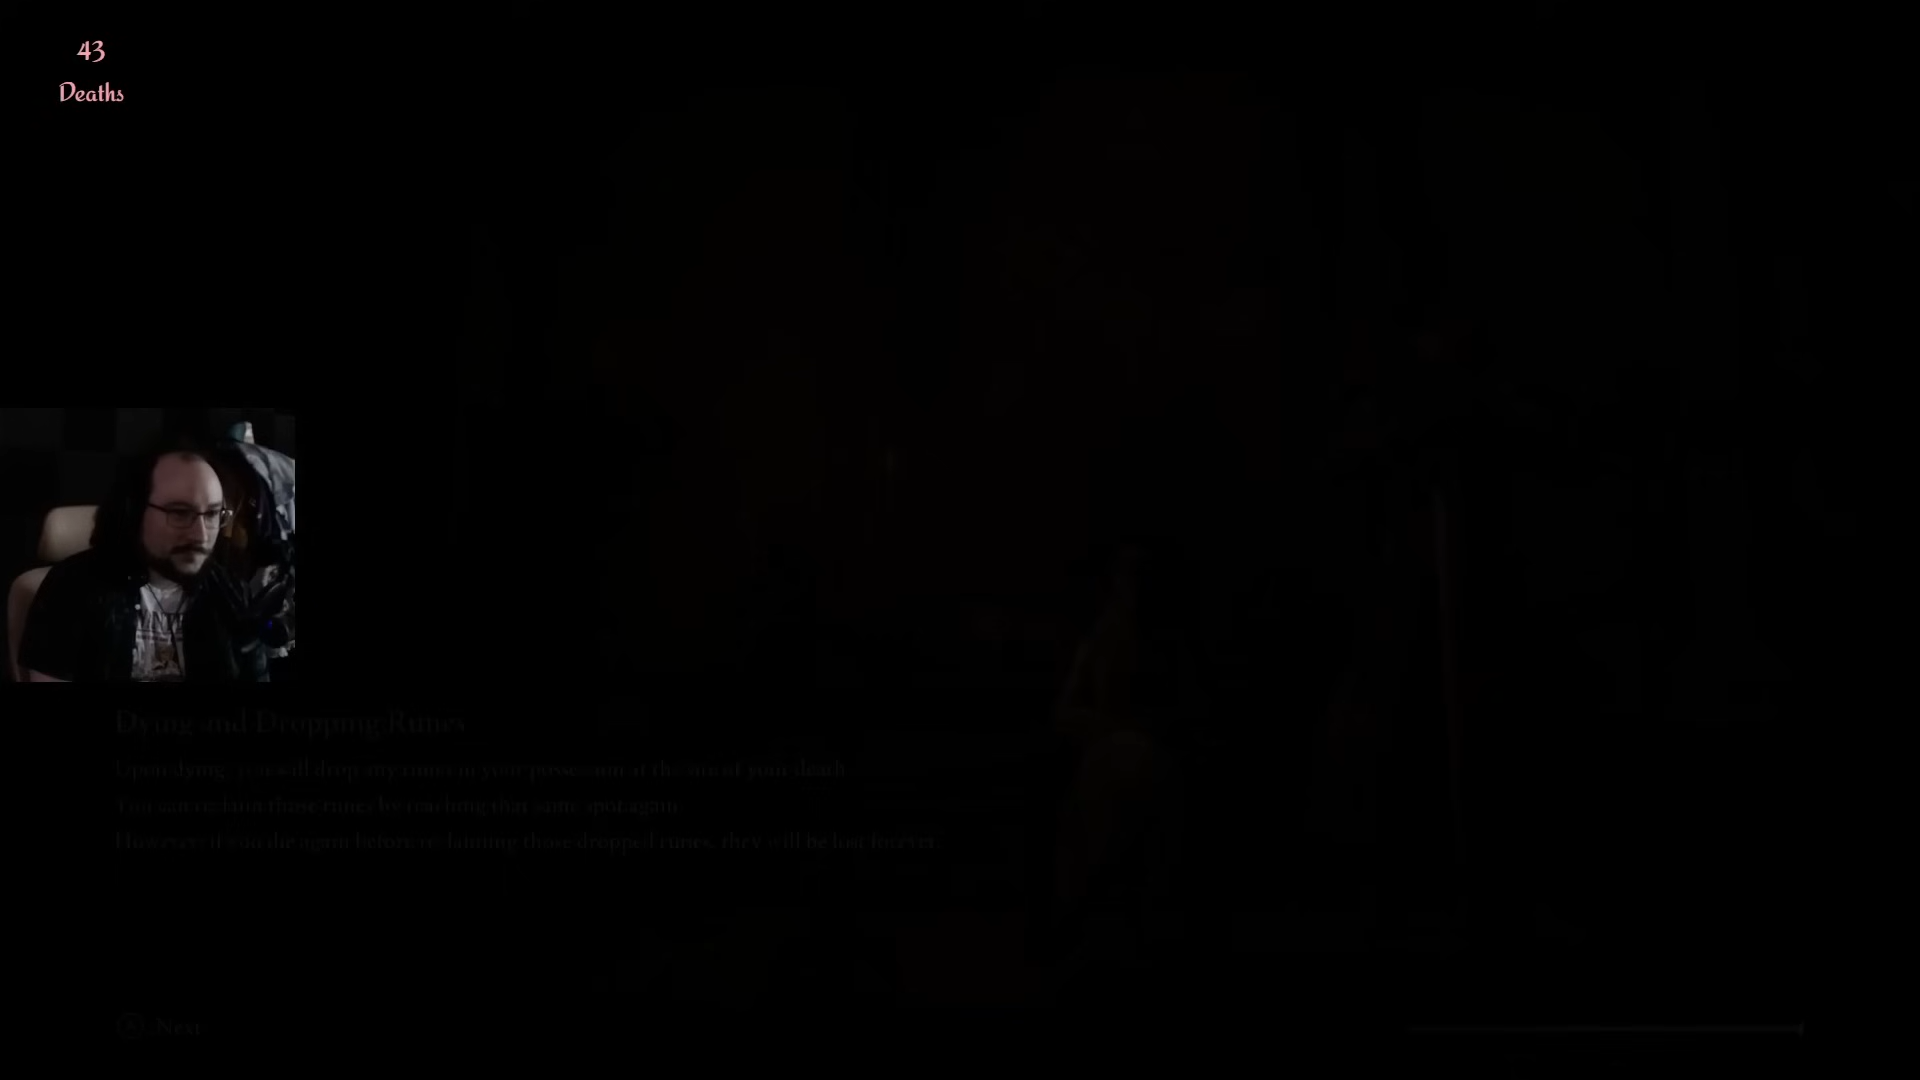 43
Deaths
Dying and Dropping Runes
Upon dying, you will drop any runes in your possession at the site of your death.
You can reclaim those runes by reaching that same spot again.
However, if you die again before reclaiming those dropped runes, they will be lost forever.
Next